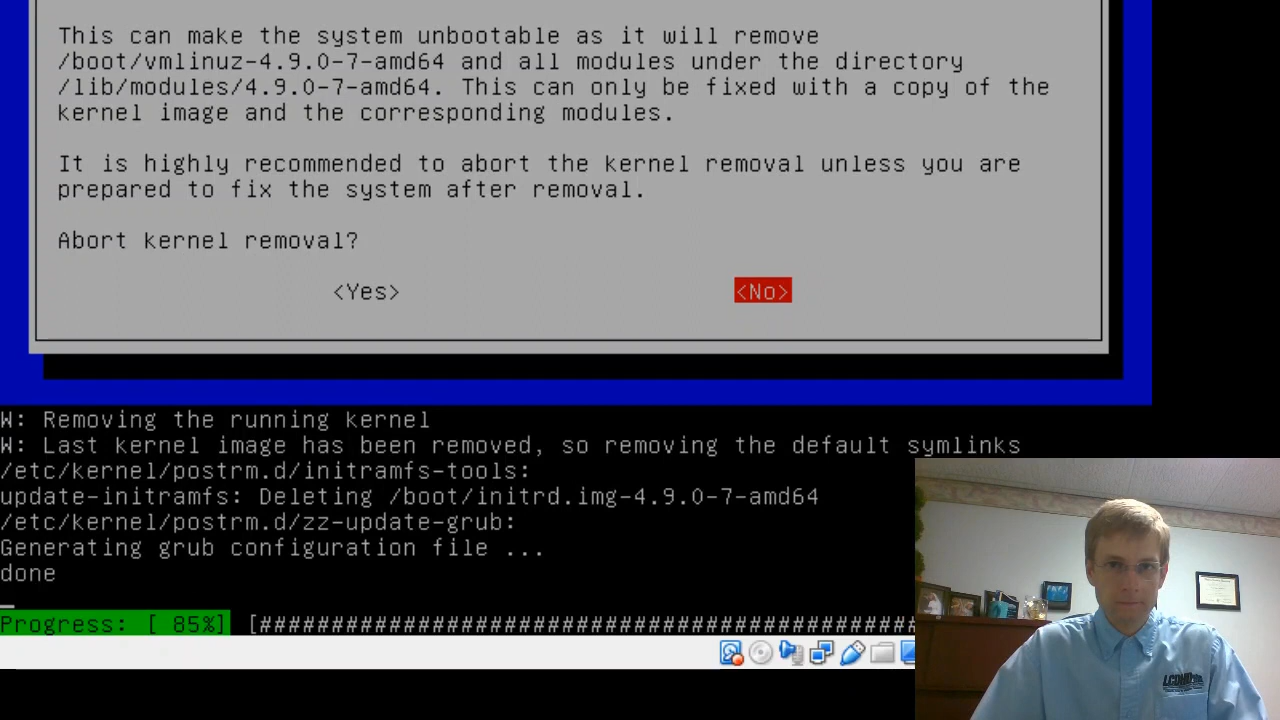 This can make the system unbootable as it will remove
/boot/vmlinuz-4.9.0-7-amd64 and all modules under the directory
/lib/modules/4.9.0-7-amd64. This can only be fixed with a copy of the
kernel image and the corresponding modules.
It is highly recommended to abort the kernel removal unless you are
prepared to fix the system after removal.
Abort kernel removal?
<Yes> <No>
W: Removing the running kernel
W: Last kernel image has been removed, so removing the default symlinks
/etc/kernel/postrm.d/initramfs-tools:
update-initramfs: Deleting /boot/initrd.img-4.9.0-7-amd64
/etc/kernel/postrm.d/zz-update-grub:
Generating grub configuration file ...
done
Progress: [ 85%] [##############################################